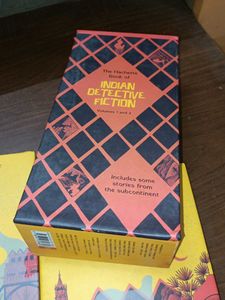 The Hachette
Book of
INDIAN
DETECTIVE
FICTION
Volumes 1 and 2
Includes some
stories from
the subcontinent